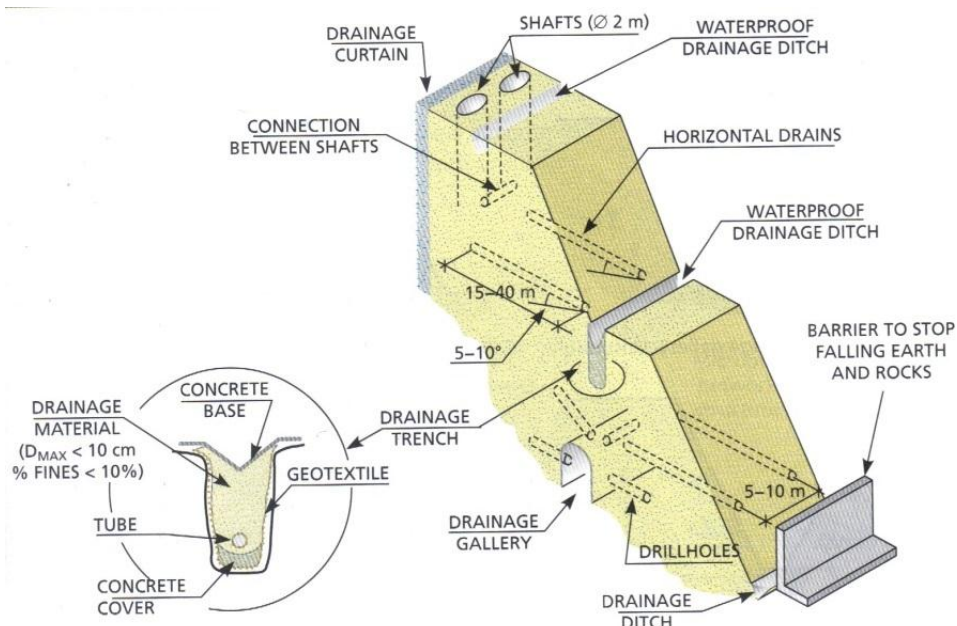 SHAFTS (Ø 2 m)
DRAINAGE
CURTAIN
WATERPROOF
DRAINAGE DITCH
CONNECTION
BETWEEN SHAFTS
HORIZONTAL DRAINS
WATERPROOF
DRAINAGE DITCH
15–40 m
5–10°
BARRIER TO STOP
FALLING EARTH
AND ROCKS
DRAINAGE
MATERIAL
(DMAX < 10 cm
% FINES < 10%)
CONCRETE
BASE
DRAINAGE
TRENCH
GEOTEXTILE
TUBE
CONCRETE
COVER
5–10 m
DRAINAGE
GALLERY
DRILLHOLES
DRAINAGE
DITCH